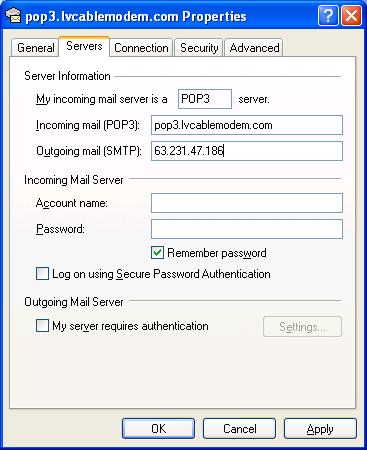 pop3.lvcablemodem.com Properties
General Servers Connection Security Advanced
Server Information
My incoming mail server is a POP3 server.
Incoming mail (POP3): pop3.lvcablemodem.com
Outgoing mail (SMTP): 63.231.47.186
Incoming Mail Server
Account name:
Password:
Remember password
Log on using Secure Password Authentication
Outgoing Mail Server
My server requires authentication Settings...
OK Cancel Apply